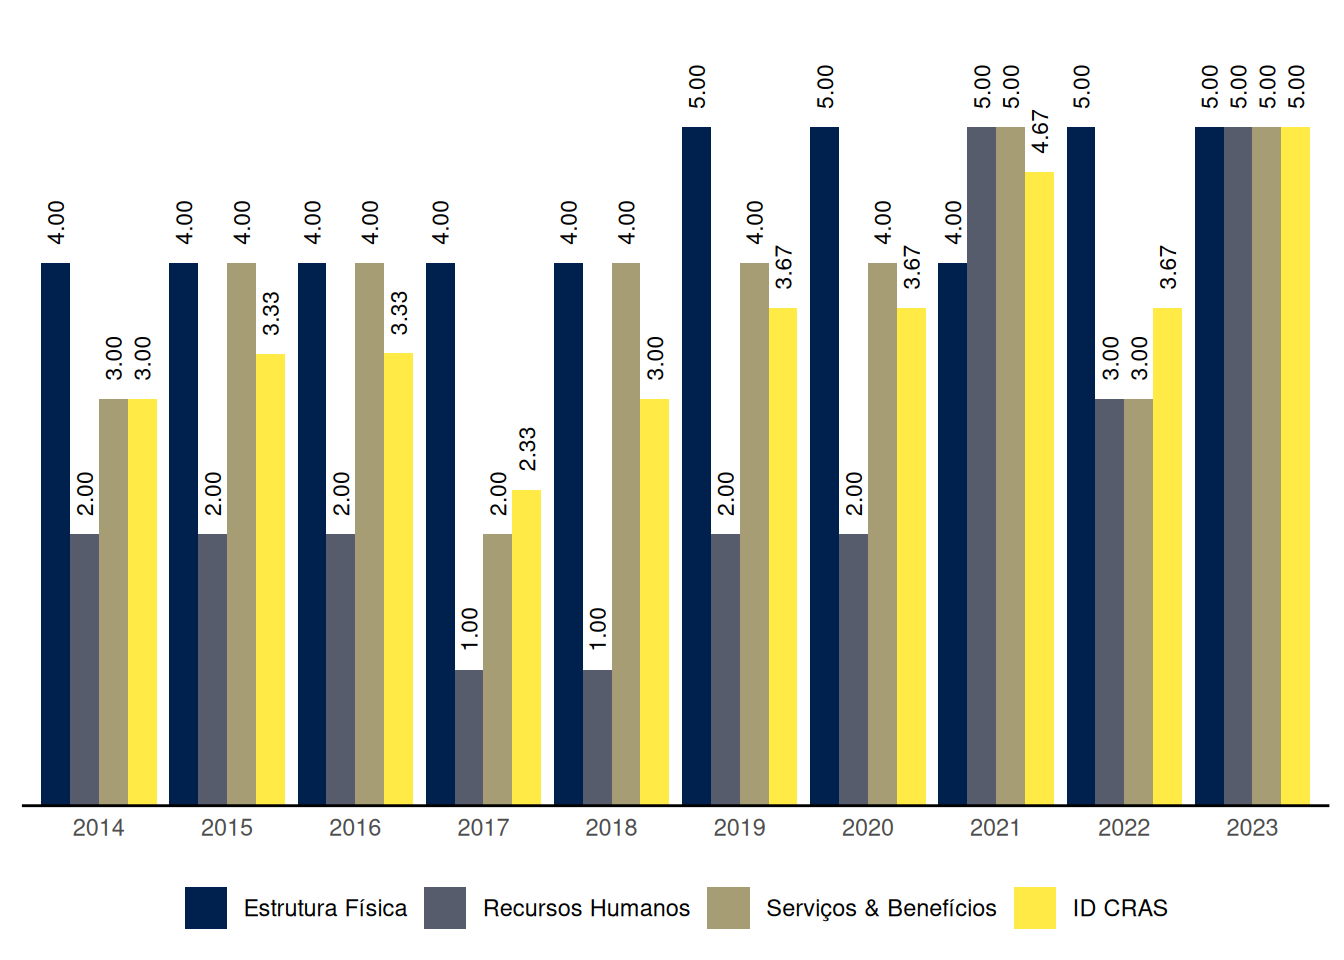 4.00 2.00 3.00 3.00
4.00 2.00 4.00 3.33
4.00 2.00 4.00 3.33
4.00 1.00 2.00 2.33
4.00 1.00 4.00 3.00
5.00 2.00 4.00 3.67
5.00 2.00 4.00 3.67
4.00 5.00 5.00 4.67
5.00 3.00 3.00 3.67
5.00 5.00 5.00 5.00
2014 2015 2016 2017 2018 2019 2020 2021 2022 2023
Estrutura Física Recursos Humanos Serviços & Benefícios ID CRAS